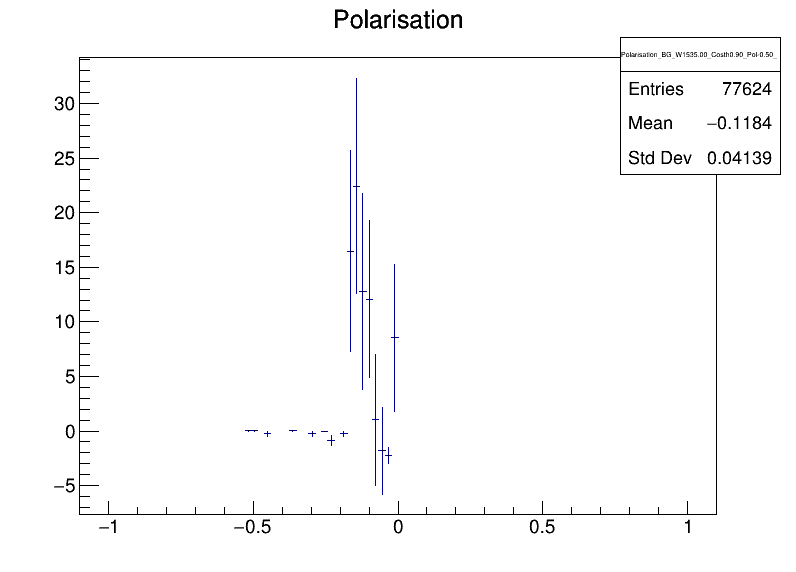 Polarisation
Polarisation_BG_W1535.00_Costh0.90_Pol-0.50_
Entries 77624
Mean −0.1184
Std Dev 0.04139
30
25
20
15
10
5
0
−5
−1 −0.5 0 0.5 1